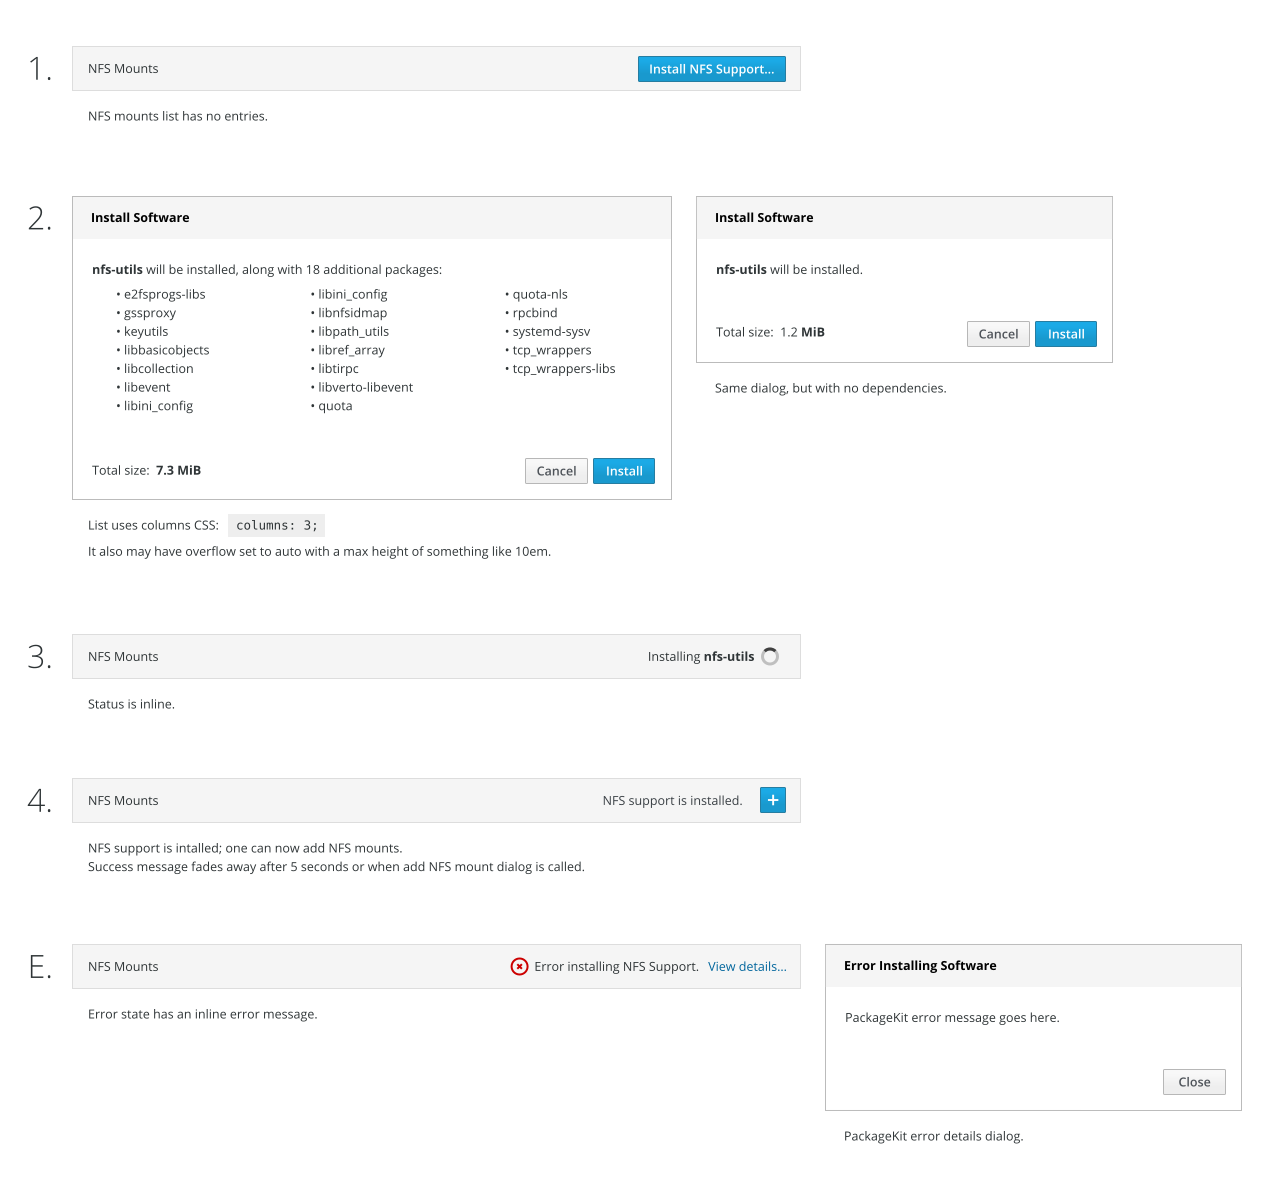 1.
NFS Mounts
Install NFS Support...
NFS mounts list has no entries.
2.
Install Software
nfs-utils will be installed, along with 18 additional packages:
• e2fsprogs-libs
• gssproxy
• keyutils
• libbasicobjects
• libcollection
• libevent
• libini_config
• libini_config
• libnfsidmap
• libpath_utils
• libref_array
• libtirpc
• libverto-libevent
• quota
• quota-nls
• rpcbind
• systemd-sysv
• tcp_wrappers
• tcp_wrappers-libs
Total size: 7.3 MiB
Cancel
Install
List uses columns CSS: columns: 3;
It also may have overflow set to auto with a max height of something like 10em.
Install Software
nfs-utils will be installed.
Total size: 1.2 MiB
Cancel
Install
Same dialog, but with no dependencies.
3.
NFS Mounts
Installing nfs-utils
Status is inline.
4.
NFS Mounts
NFS support is installed.
+
NFS support is intalled; one can now add NFS mounts.
Success message fades away after 5 seconds or when add NFS mount dialog is called.
E.
NFS Mounts
Error installing NFS Support. View details...
Error state has an inline error message.
Error Installing Software
PackageKit error message goes here.
Close
PackageKit error details dialog.